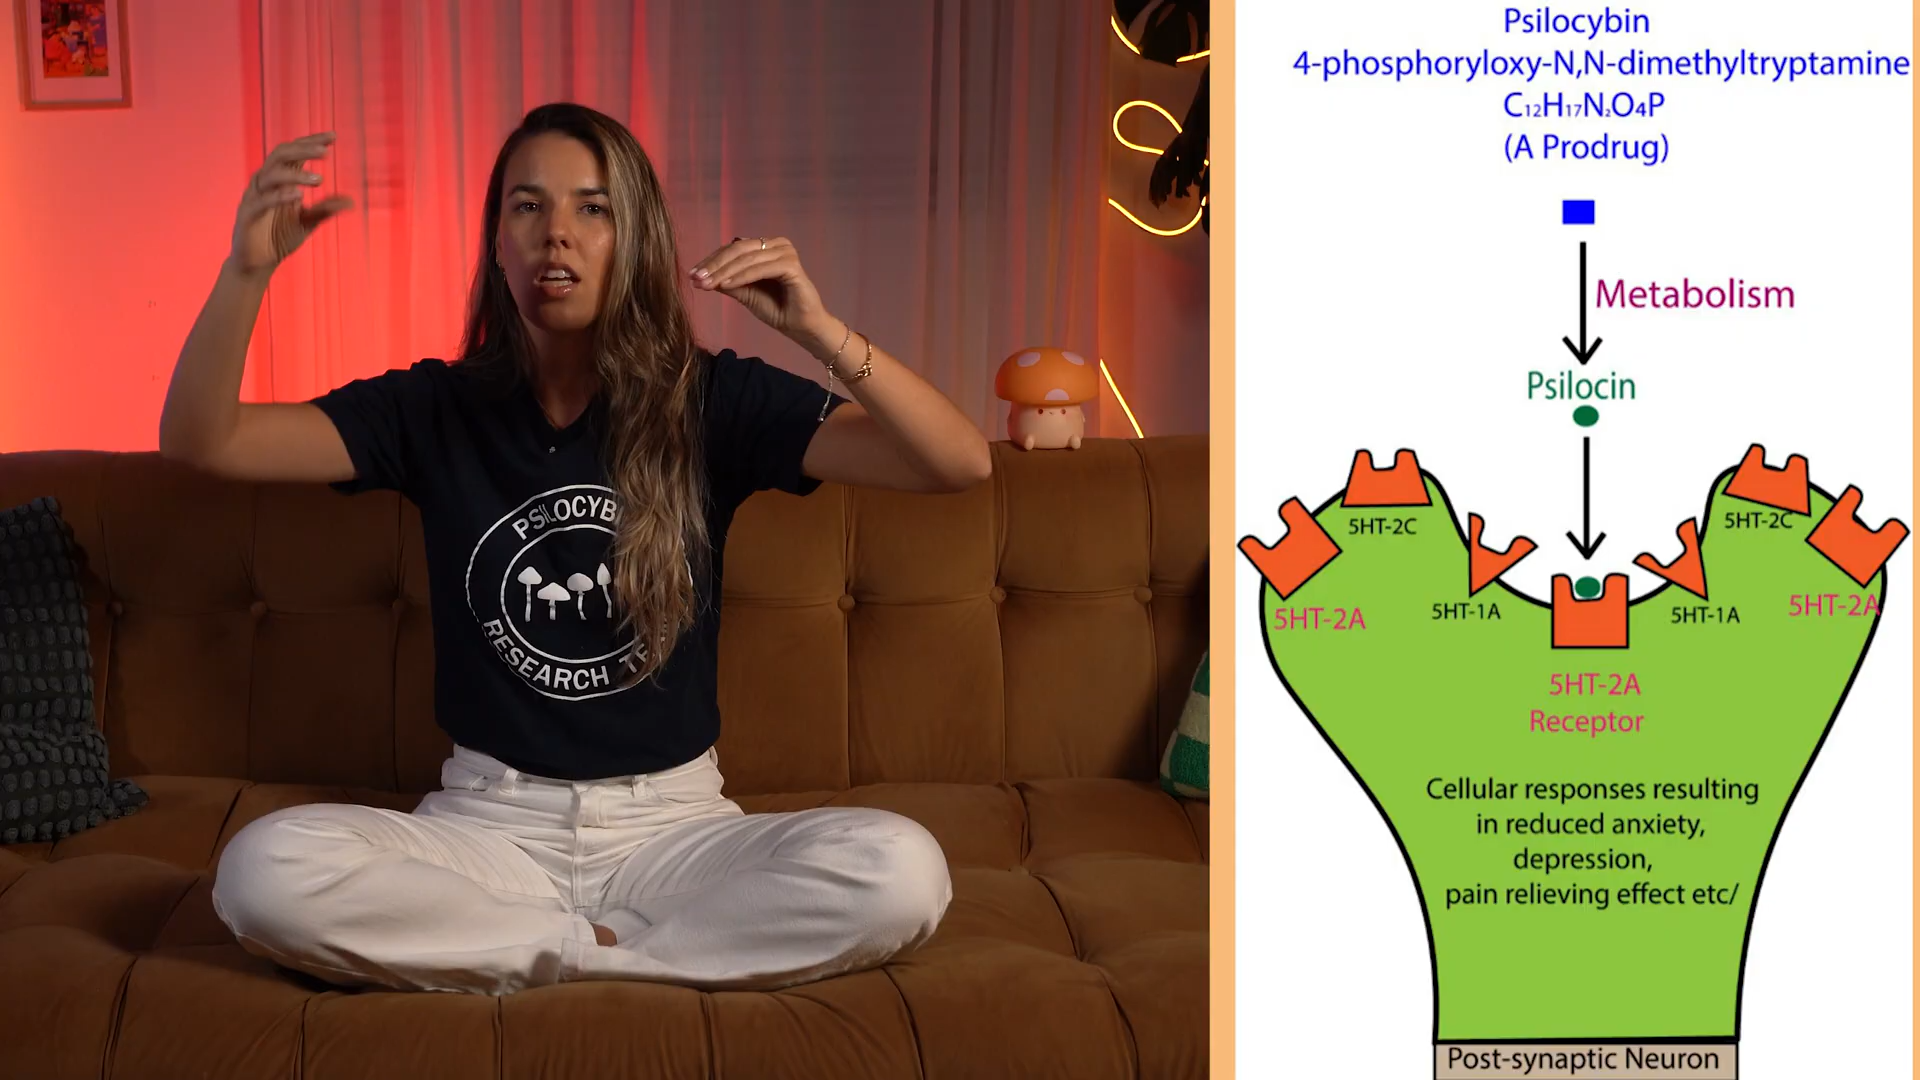 PSILOCYB
RESEARCH TE
Psilocybin
4-phosphoryloxy-N,N-dimethyltryptamine
C₁₂H₁₇N₂O4P
(A Prodrug)
Metabolism
Psilocin
5HT-2C
5HT-2C
5HT-2A
5HT-1A
5HT-1A
5HT-2A
5HT-2A
Receptor
Cellular responses resulting
in reduced anxiety,
depression,
pain relieving effect etc/
Post-synaptic Neuron